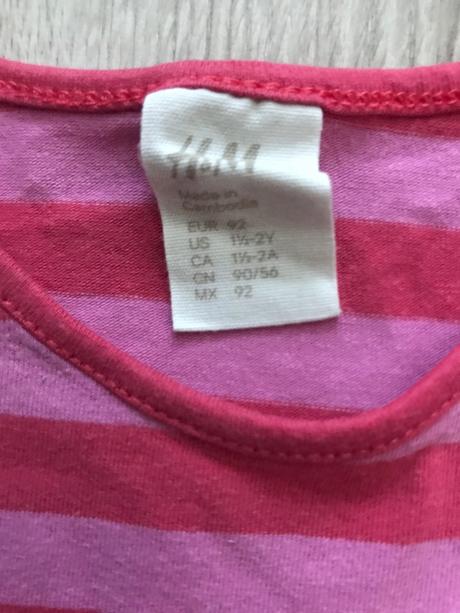 H&M
Made in
Cambodia
EUR 92
US 1½-2Y
CA 1½-2A
CN 90/56
MX 92